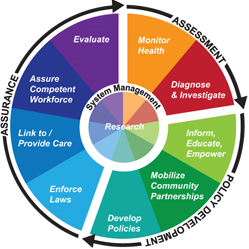 ASSESSMENT
Monitor
Health
Diagnose
& Investigate
POLICY DEVELOPMENT
Inform,
Educate,
Empower
Mobilize
Community
Partnerships
Develop
Policies
ASSURANCE
Enforce
Laws
Link to /
Provide Care
Assure
Competent
Workforce
Evaluate
System Management
Research